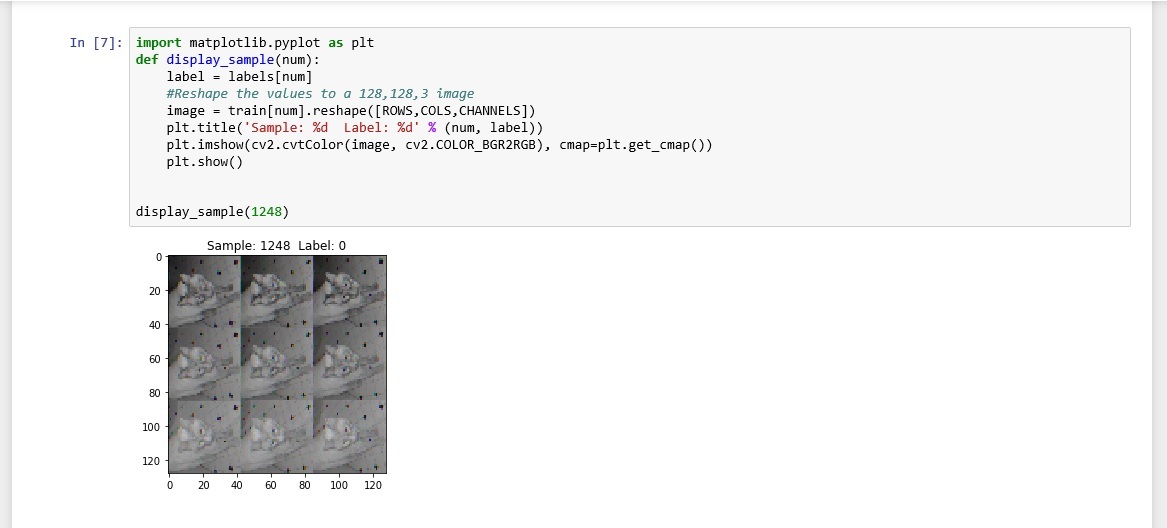 In [7]:
import matplotlib.pyplot as plt
def display_sample(num):
    label = labels[num]
    #Reshape the values to a 128,128,3 image
    image = train[num].reshape([ROWS,COLS,CHANNELS])
    plt.title('Sample: %d  Label: %d' % (num, label))
    plt.imshow(cv2.cvtColor(image, cv2.COLOR_BGR2RGB), cmap=plt.get_cmap())
    plt.show()
display_sample(1248)
Sample: 1248  Label: 0
0
20
40
60
80
100
120
0 20 40 60 80 100 120